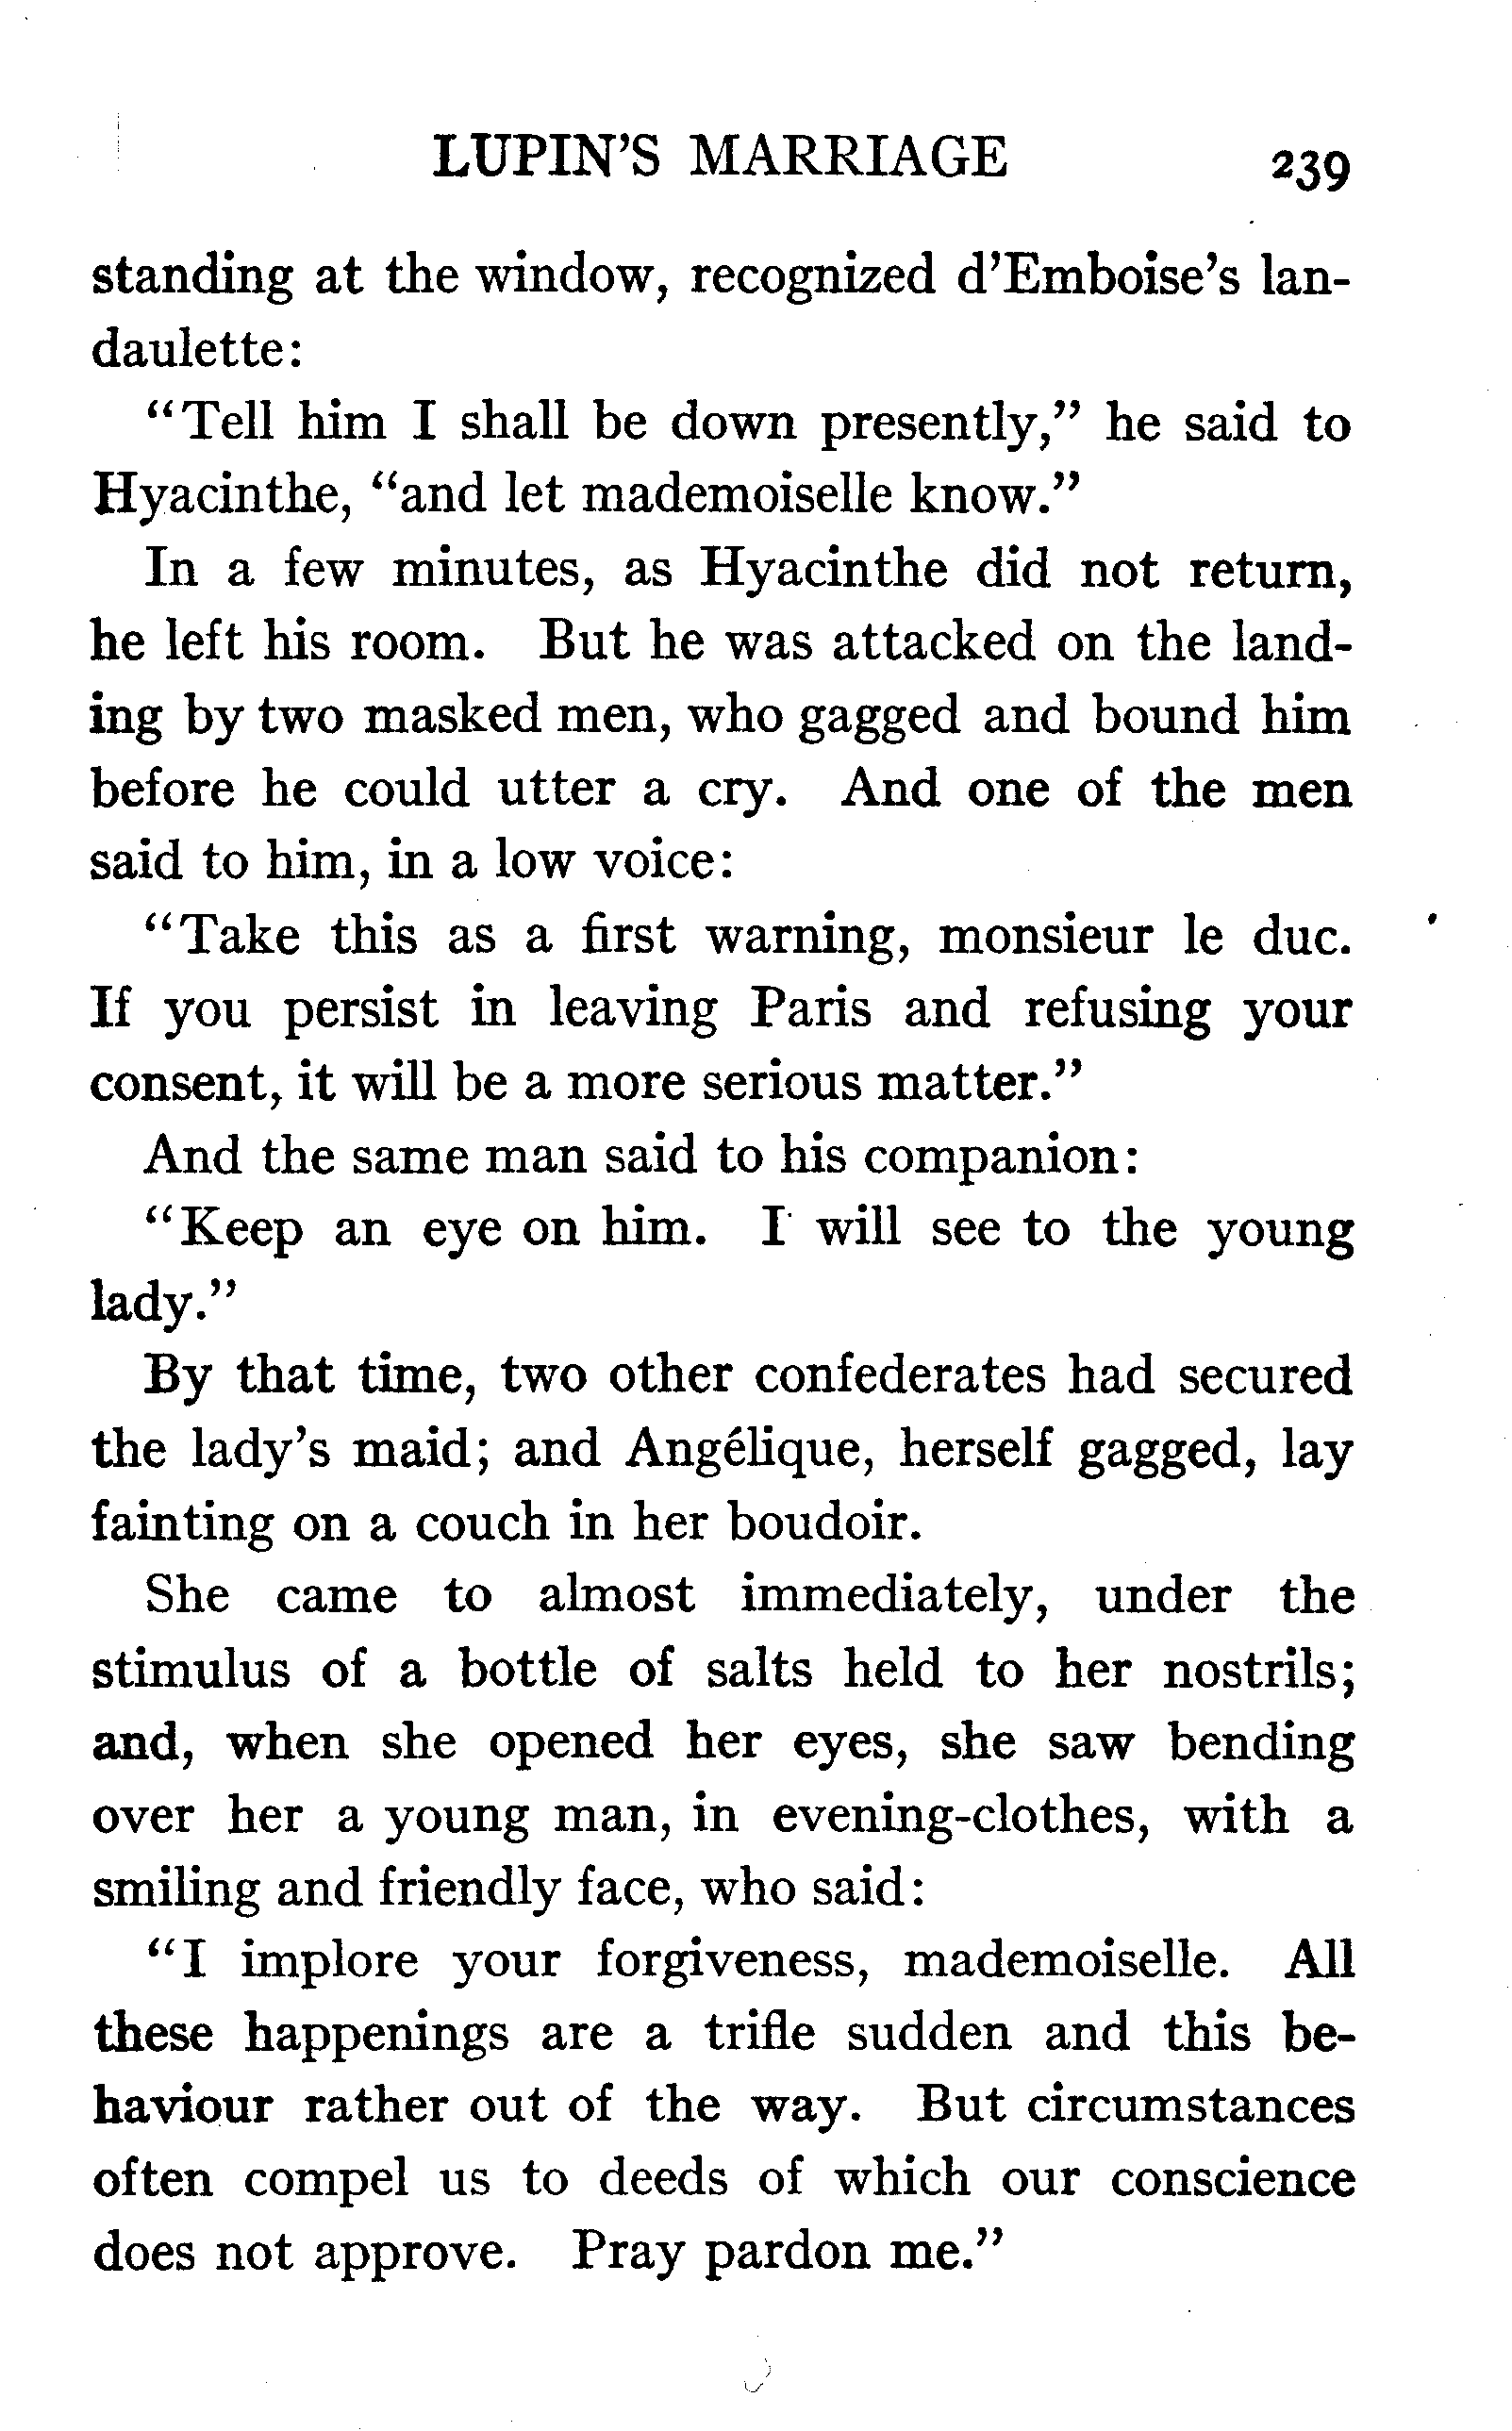 LUPIN'S MARRIAGE 239
standing at the window, recognized d'Emboise's lan-
daulette:
"Tell him I shall be down presently," he said to
Hyacinthe, "and let mademoiselle know."
In a few minutes, as Hyacinthe did not return,
he left his room. But he was attacked on the land-
ing by two masked men, who gagged and bound him
before he could utter a cry. And one of the men
said to him, in a low voice:
"Take this as a first warning, monsieur le duc.
If you persist in leaving Paris and refusing your
consent, it will be a more serious matter."
And the same man said to his companion:
"Keep an eye on him. I will see to the young
lady."
By that time, two other confederates had secured
the lady's maid; and Angélique, herself gagged, lay
fainting on a couch in her boudoir.
She came to almost immediately, under the
stimulus of a bottle of salts held to her nostrils;
and, when she opened her eyes, she saw bending
over her a young man, in evening-clothes, with a
smiling and friendly face, who said:
"I implore your forgiveness, mademoiselle. All
these happenings are a trifle sudden and this be-
haviour rather out of the way. But circumstances
often compel us to deeds of which our conscience
does not approve. Pray pardon me."